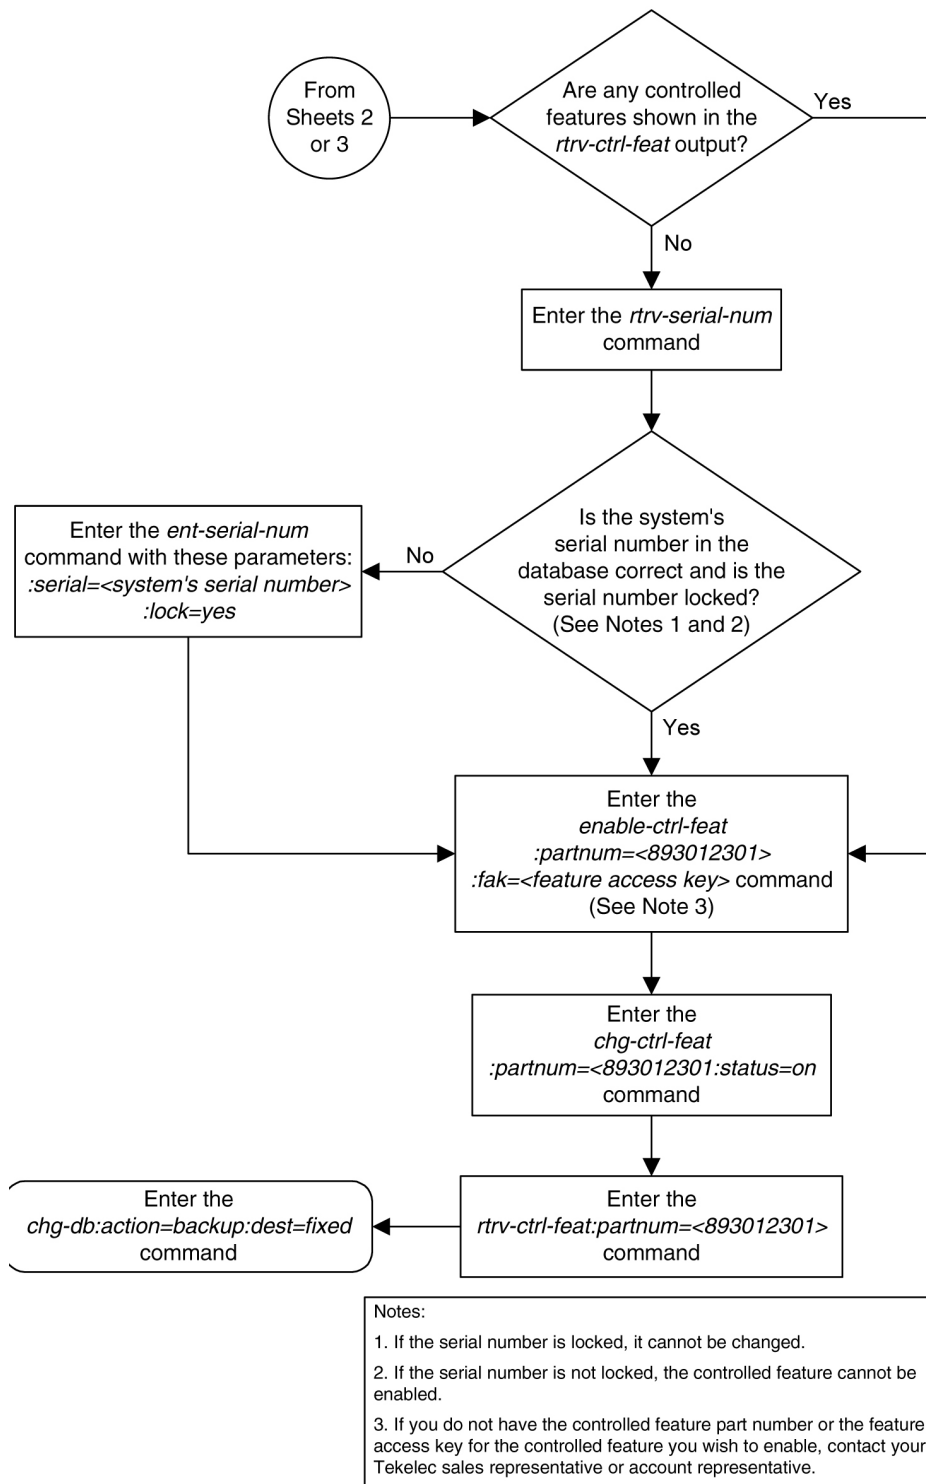 From
Sheets 2
or 3
Are any controlled
features shown in the
rtrv-ctrl-feat output?
Yes
No
Enter the rtrv-serial-num
command
Is the system's
serial number in the
database correct and is the
serial number locked?
(See Notes 1 and 2)
No
Enter the ent-serial-num
command with these parameters:
:serial=<system's serial number>
:lock=yes
Yes
Enter the
enable-ctrl-feat
:partnum=<893012301>
:fak=<feature access key> command
(See Note 3)
Enter the
chg-ctrl-feat
:partnum=<893012301:status=on
command
Enter the
rtrv-ctrl-feat:partnum=<893012301>
command
Enter the
chg-db:action=backup:dest=fixed
command
Notes:
1. If the serial number is locked, it cannot be changed.
2. If the serial number is not locked, the controlled feature cannot be
enabled.
3. If you do not have the controlled feature part number or the feature
access key for the controlled feature you wish to enable, contact your
Tekelec sales representative or account representative.